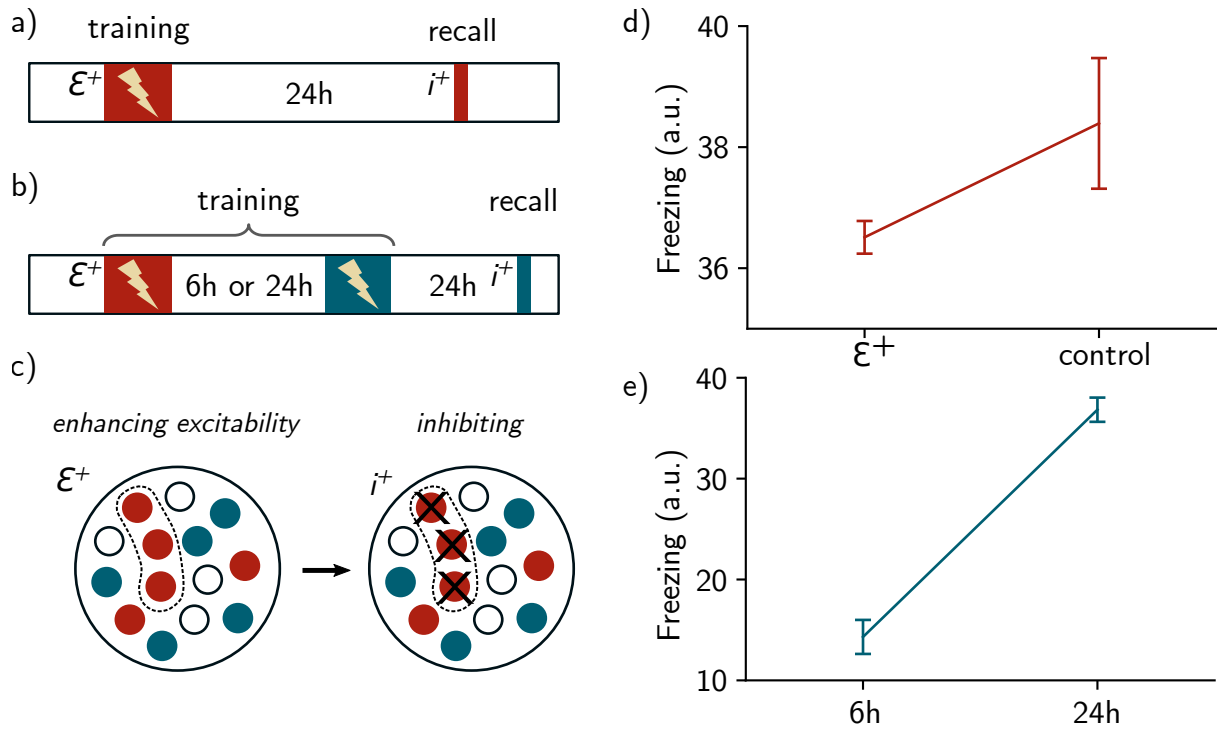 a)
training
recall
ℇ⁺
24h
i⁺
b)
training
recall
ℇ⁺
6h or 24h
24h
i⁺
c)
enhancing excitability
inhibiting
ℇ⁺
i⁺
d)
Freezing (a.u.)
40
38
36
ℇ⁺
control
e)
Freezing (a.u.)
40
30
20
10
6h
24h